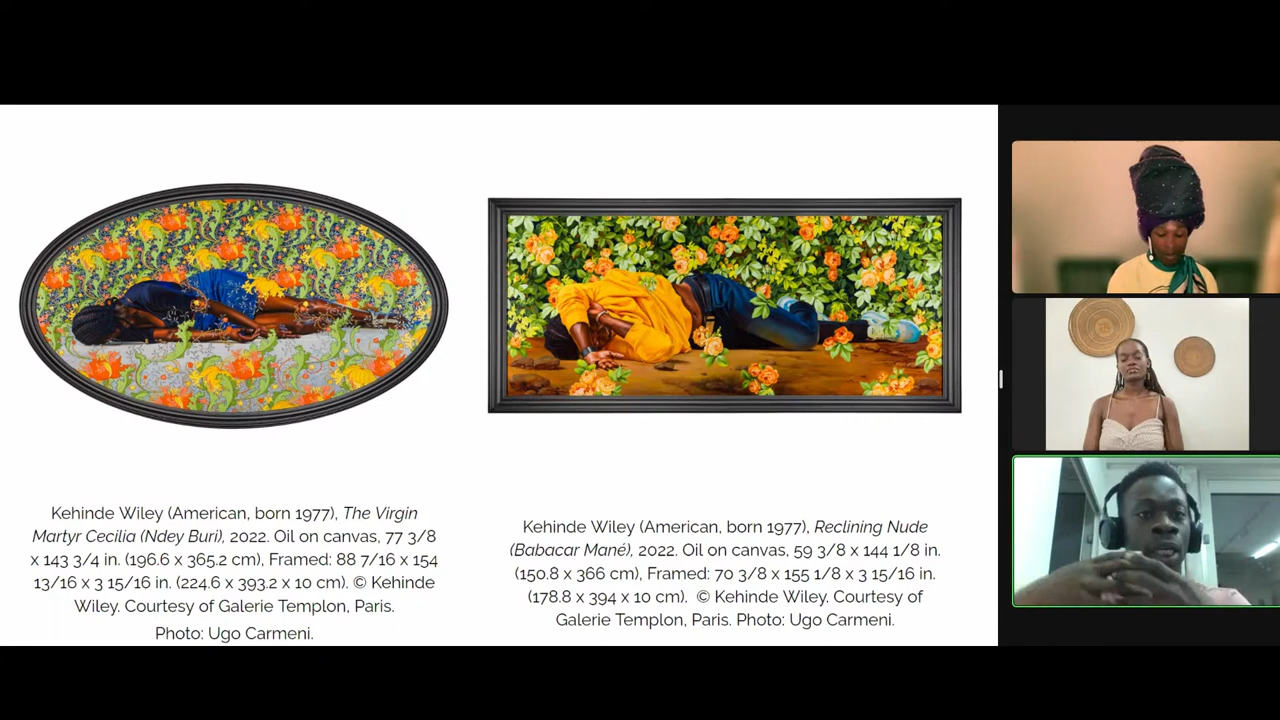 Kehinde Wiley (American, born 1977), The Virgin
Martyr Cecilia (Ndey Buri), 2022. Oil on canvas, 77 3/8
x 143 3/4 in. (196.6 x 365.2 cm), Framed: 88 7/16 x 154
13/16 x 3 15/16 in. (224.6 x 393.2 x 10 cm). © Kehinde
Wiley. Courtesy of Galerie Templon, Paris.
Photo: Ugo Carmeni.
Kehinde Wiley (American, born 1977), Reclining Nude
(Babacar Mané), 2022. Oil on canvas, 59 3/8 x 144 1/8 in.
(150.8 x 366 cm), Framed: 70 3/8 x 155 1/8 x 3 15/16 in.
(178.8 x 394 x 10 cm). © Kehinde Wiley. Courtesy of
Galerie Templon, Paris. Photo: Ugo Carmeni.